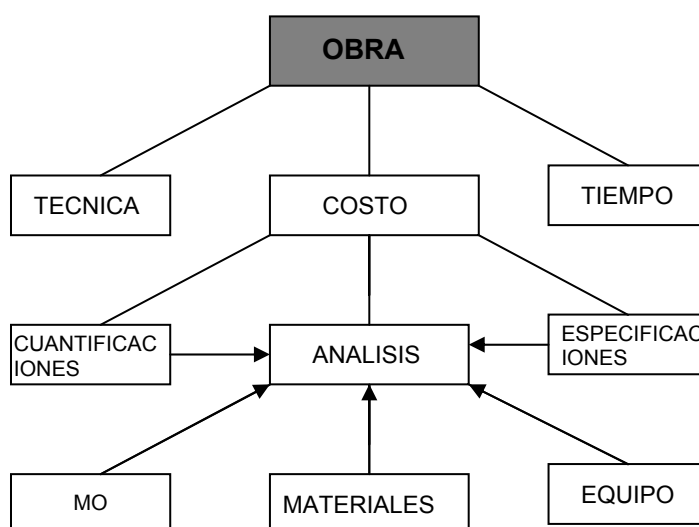 OBRA
TECNICA
COSTO
TIEMPO
CUANTIFICAC
IONES
ANALISIS
ESPECIFICAC
IONES
MO
MATERIALES
EQUIPO